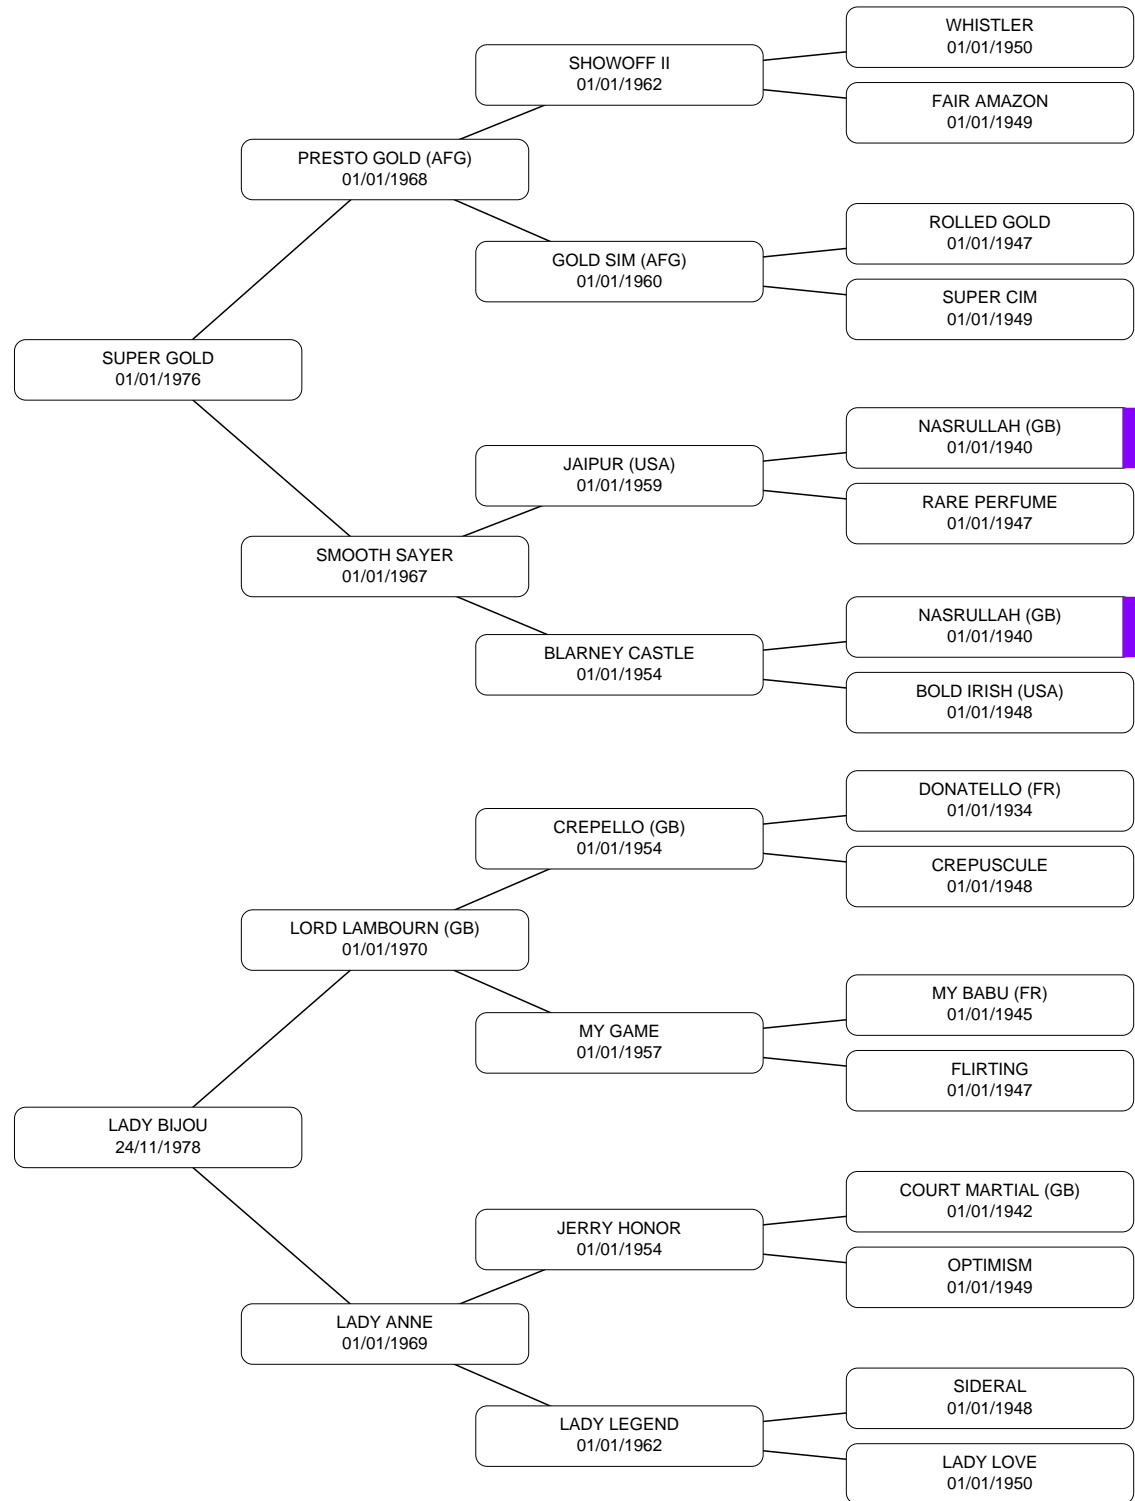 WHISTLER
01/01/1950
SHOWOFF II
01/01/1962
FAIR AMAZON
01/01/1949
PRESTO GOLD (AFG)
01/01/1968
ROLLED GOLD
01/01/1947
GOLD SIM (AFG)
01/01/1960
SUPER CIM
01/01/1949
SUPER GOLD
01/01/1976
NASRULLAH (GB)
01/01/1940
JAIPUR (USA)
01/01/1959
RARE PERFUME
01/01/1947
SMOOTH SAYER
01/01/1967
NASRULLAH (GB)
01/01/1940
BLARNEY CASTLE
01/01/1954
BOLD IRISH (USA)
01/01/1948
DONATELLO (FR)
01/01/1934
CREPELLO (GB)
01/01/1954
CREPUSCULE
01/01/1948
LORD LAMBOURN (GB)
01/01/1970
MY BABU (FR)
01/01/1945
MY GAME
01/01/1957
FLIRTING
01/01/1947
LADY BIJOU
24/11/1978
COURT MARTIAL (GB)
01/01/1942
JERRY HONOR
01/01/1954
OPTIMISM
01/01/1949
LADY ANNE
01/01/1969
SIDERAL
01/01/1948
LADY LEGEND
01/01/1962
LADY LOVE
01/01/1950